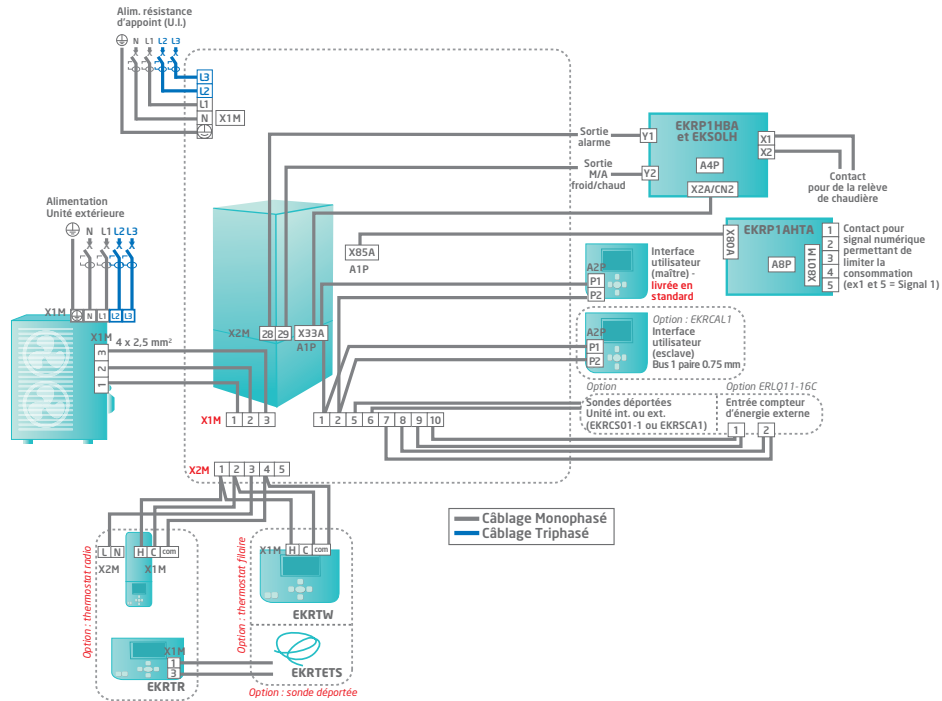 Alim. résistance
d'appoint (U.I.)
N L1 L2 L3
L3
L2
L1
N X1M
Alimentation
Unité extérieure
N L1 L2 L3
X1M N L1 L2 L3
X1M
3
2
1
4 x 2,5 mm²
Sortie
alarme
Sortie
M/A
froid/chaud
Y1
Y2
EKRP1HBA
et EKSOLH
A4P
X1
X2
X2A/CN2
Contact
pour de la relève
de chaudière
X85A
A1P
EKRP1AHTA
X80A
A8P
X801M
1
2
3
4
5
Contact pour
signal numérique
permettant de
limiter la
consommation
(ex1 et 5 = Signal 1)
A2P
P1
P2
Interface
utilisateur
(maître) -
livrée en
standard
X2M 28 29 X33A
A1P
Option : EKRCAL1
A2P
P1
P2
Interface
utilisateur
(esclave)
Bus 1 paire 0.75 mm
Option
Sondes déportées
Unité int. ou ext.
(EKRCS01-1 ou EKRSCA1)
Option ERLQ11-16C
Entrée compteur
d'énergie externe
1 2
X1M 1 2 3
1 2 5 6 7 8 9 10
X2M 1 2 3 4 5
Câblage Monophasé
Câblage Triphasé
Option : thermostat radio
L N H C com
X2M X1M
X1M
1
3
EKRTR
Option : thermostat filaire
X1M H C com
EKRTW
EKRTETS
Option : sonde déportée